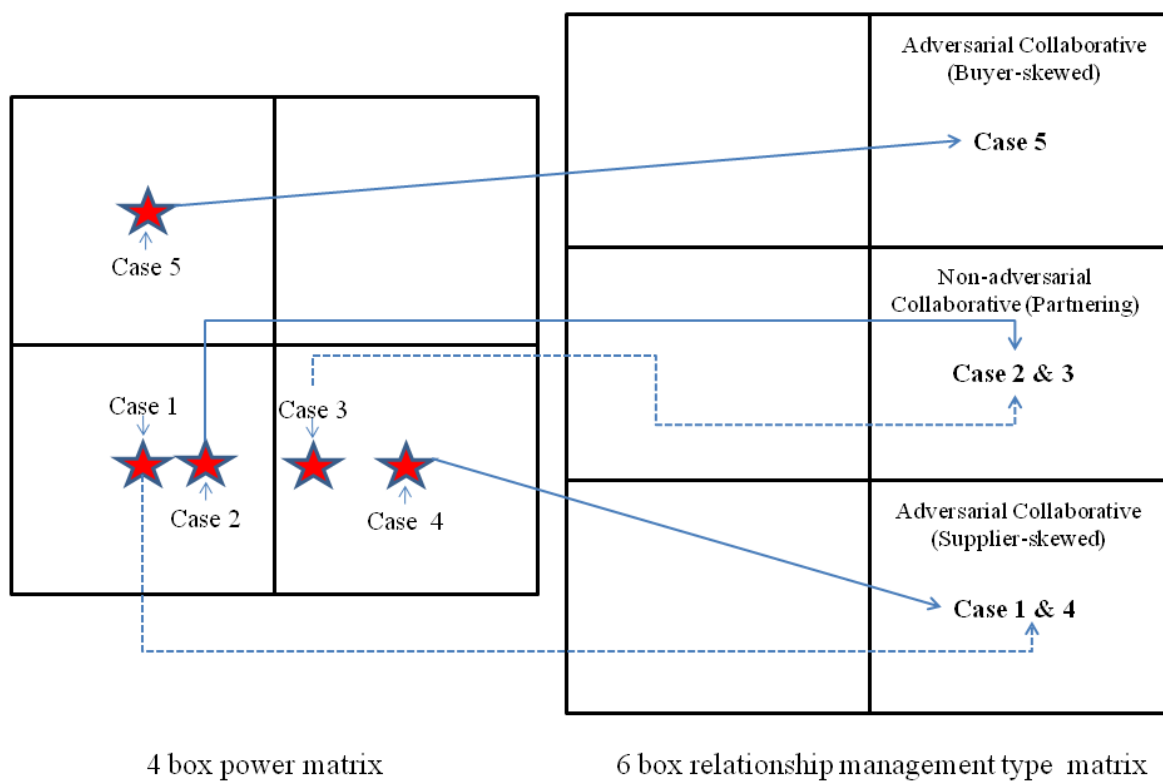 Adversarial Collaborative
(Buyer-skewed)
Case 5
Case 5
Non-adversarial
Collaborative (Partnering)
Case 2 & 3
Case 1
Case 3
Case 2
Case 4
Adversarial Collaborative
(Supplier-skewed)
Case 1 & 4
4 box power matrix
6 box relationship management type matrix